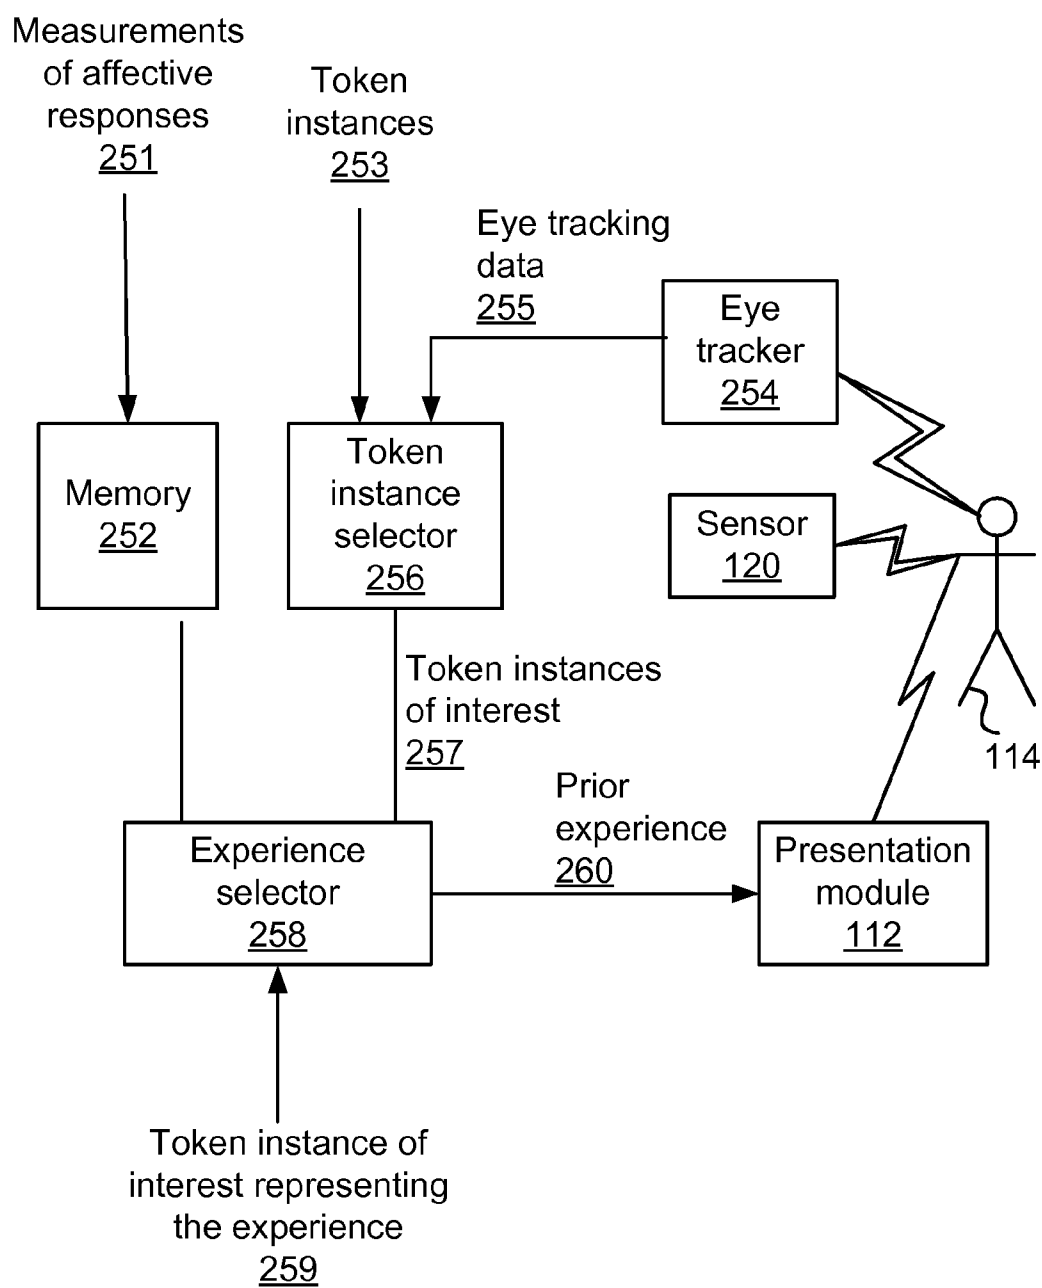 Measurements
of affective
responses
251
Token
instances
253
Eye tracking
data
255
Eye
tracker
254
Memory
252
Token
instance
selector
256
Sensor
120
Token instances
of interest
257
114
Prior
experience
260
Experience
selector
258
Presentation
module
112
Token instance of
interest representing
the experience
259